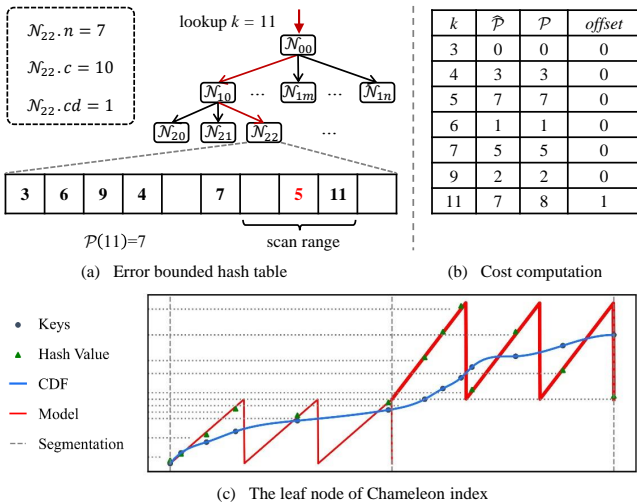 𝒩₂₂.n = 7
𝒩₂₂.c = 10
𝒩₂₂.cd = 1
lookup k = 11
𝒩₀₀
𝒩₁₀ ... 𝒩₁ₘ ... 𝒩₁ₙ
𝒩₂₀ 𝒩₂₁ 𝒩₂₂ ...
3 6 9 4 7 5 11
𝒫(11)=7
scan range
(a) Error bounded hash table
k 𝒫̂ 𝒫 offset
3 0 0 0
4 3 3 0
5 7 7 0
6 1 1 0
7 5 5 0
9 2 2 0
11 7 8 1
(b) Cost computation
Keys
Hash Value
CDF
Model
Segmentation
(c) The leaf node of Chameleon index